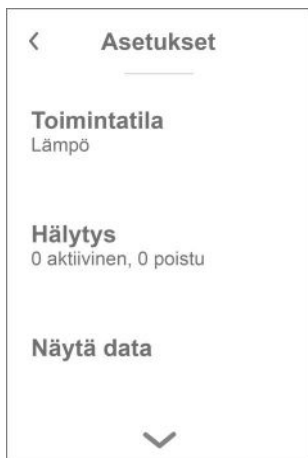 Asetukset
Toimintatila
Lämpö
Hälytys
0 aktiivinen, 0 poistu
Näytä data